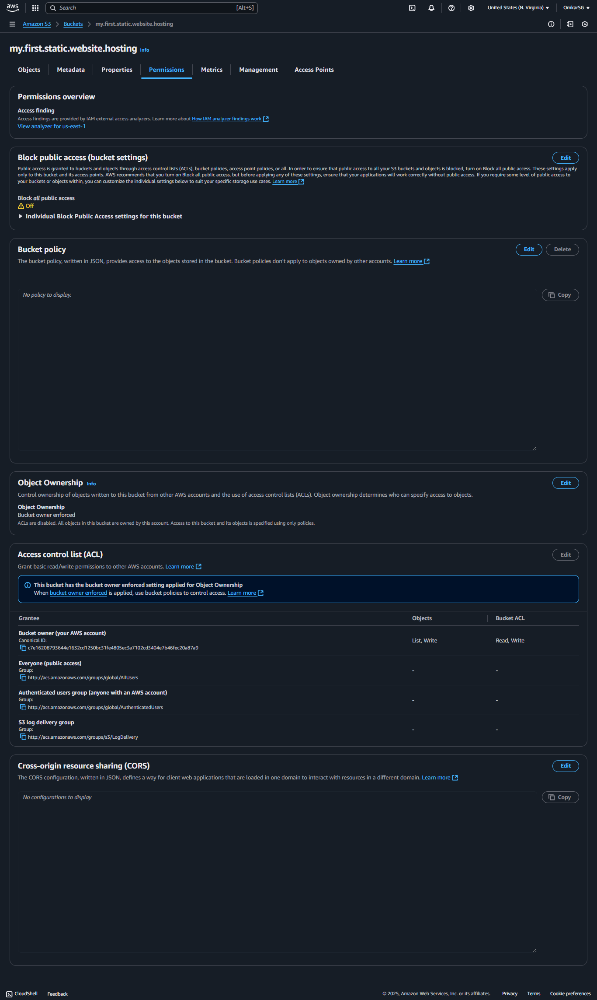 aws
Search [Alt+S]
United States (N. Virginia)
OmkarSG
Amazon S3
Buckets
my.first.static.website.hosting
my.first.static.website.hosting Info
Objects
Metadata
Properties
Permissions
Metrics
Management
Access Points
Permissions overview
Access finding
Access findings are provided by IAM external access analyzers. Learn more about How IAM analyzer findings work
View analyzer for us-east-1
Block public access (bucket settings)
Edit
Public access is granted to buckets and objects through access control lists (ACLs), bucket policies, access point policies, or all. In order to ensure that public access to all your S3 buckets and objects is blocked, turn on Block all public access. These settings apply
only to this bucket and its access points. AWS recommends that you turn on Block all public access, but before applying any of these settings, ensure that your applications will work correctly without public access. If you require some level of public access to
your buckets or objects within, you can customize the individual settings below to suit your specific storage use cases. Learn more
Block all public access
Off
Individual Block Public Access settings for this bucket
Bucket policy
Edit
Delete
The bucket policy, written in JSON, provides access to the objects stored in the bucket. Bucket policies don't apply to objects owned by other accounts. Learn more
No policy to display.
Copy
Object Ownership Info
Edit
Control ownership of objects written to this bucket from other AWS accounts and the use of access control lists (ACLs). Object ownership determines who can specify access to objects.
Object Ownership
Bucket owner enforced
ACLs are disabled. All objects in this bucket are owned by this account. Access to this bucket and its objects is specified using only policies.
Access control list (ACL)
Edit
Grant basic read/write permissions to other AWS accounts. Learn more
This bucket has the bucket owner enforced setting applied for Object Ownership
When bucket owner enforced is applied, use bucket policies to control access. Learn more
Grantee
Objects
Bucket ACL
Bucket owner (your AWS account)
Canonical ID:
c7e16208793644e1632cd1250bc31fe4805ec3a7102cd3404e7b46fec20a87a9
List, Write
Read, Write
Everyone (public access)
Group:
http://acs.amazonaws.com/groups/global/AllUsers
-
-
Authenticated users group (anyone with an AWS account)
Group:
http://acs.amazonaws.com/groups/global/AuthenticatedUsers
-
-
S3 log delivery group
Group:
http://acs.amazonaws.com/groups/s3/LogDelivery
-
-
Cross-origin resource sharing (CORS)
Edit
The CORS configuration, written in JSON, defines a way for client web applications that are loaded in one domain to interact with resources in a different domain. Learn more
No configurations to display
Copy
CloudShell
Feedback
© 2025, Amazon Web Services, Inc. or its affiliates.
Privacy
Terms
Cookie preferences